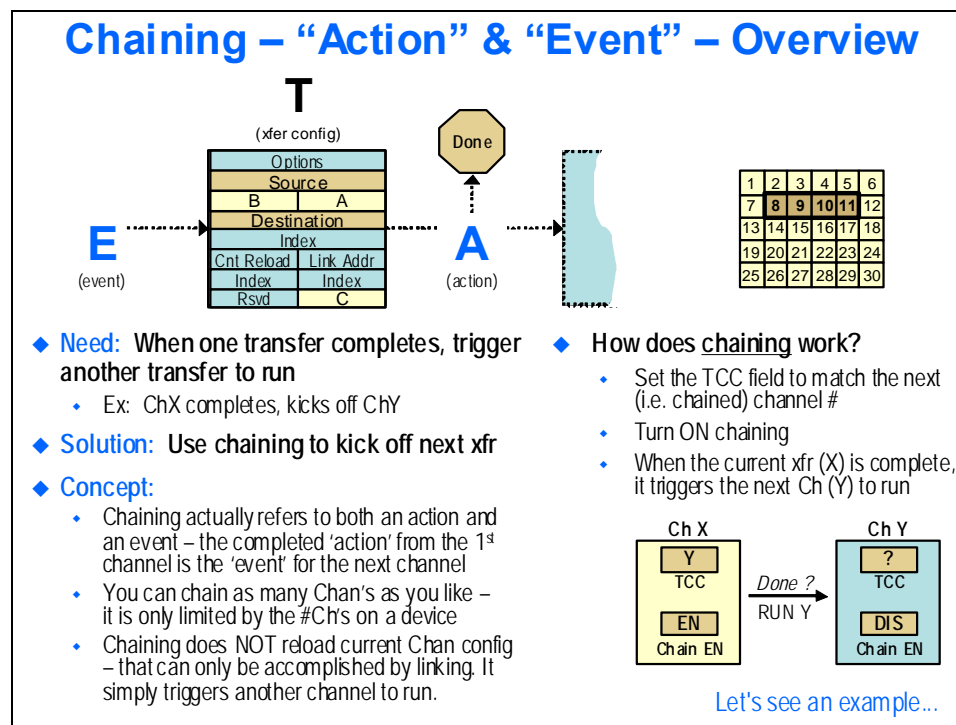 Chaining – “Action” & “Event” – Overview
T
(xfer config)
Options
Source
B A
Destination
Index
Cnt Reload Link Addr
Index Index
Rsvd C
E
(event)
Done
A
(action)
1 2 3 4 5 6
7 8 9 10 11 12
13 14 15 16 17 18
19 20 21 22 23 24
25 26 27 28 29 30
Need: When one transfer completes, trigger
another transfer to run
Ex: ChX completes, kicks off ChY
Solution: Use chaining to kick off next xfr
Concept:
Chaining actually refers to both an action and
an event – the completed ‘action’ from the 1st
channel is the ‘event’ for the next channel
You can chain as many Chan’s as you like –
it is only limited by the #Ch’s on a device
Chaining does NOT reload current Chan config
– that can only be accomplished by linking. It
simply triggers another channel to run.
How does chaining work?
Set the TCC field to match the next
(i.e. chained) channel #
Turn ON chaining
When the current xfr (X) is complete,
it triggers the next Ch (Y) to run
Ch X
Y
TCC
EN
Chain EN
Done ?
RUN Y
Ch Y
?
TCC
DIS
Chain EN
Let's see an example...